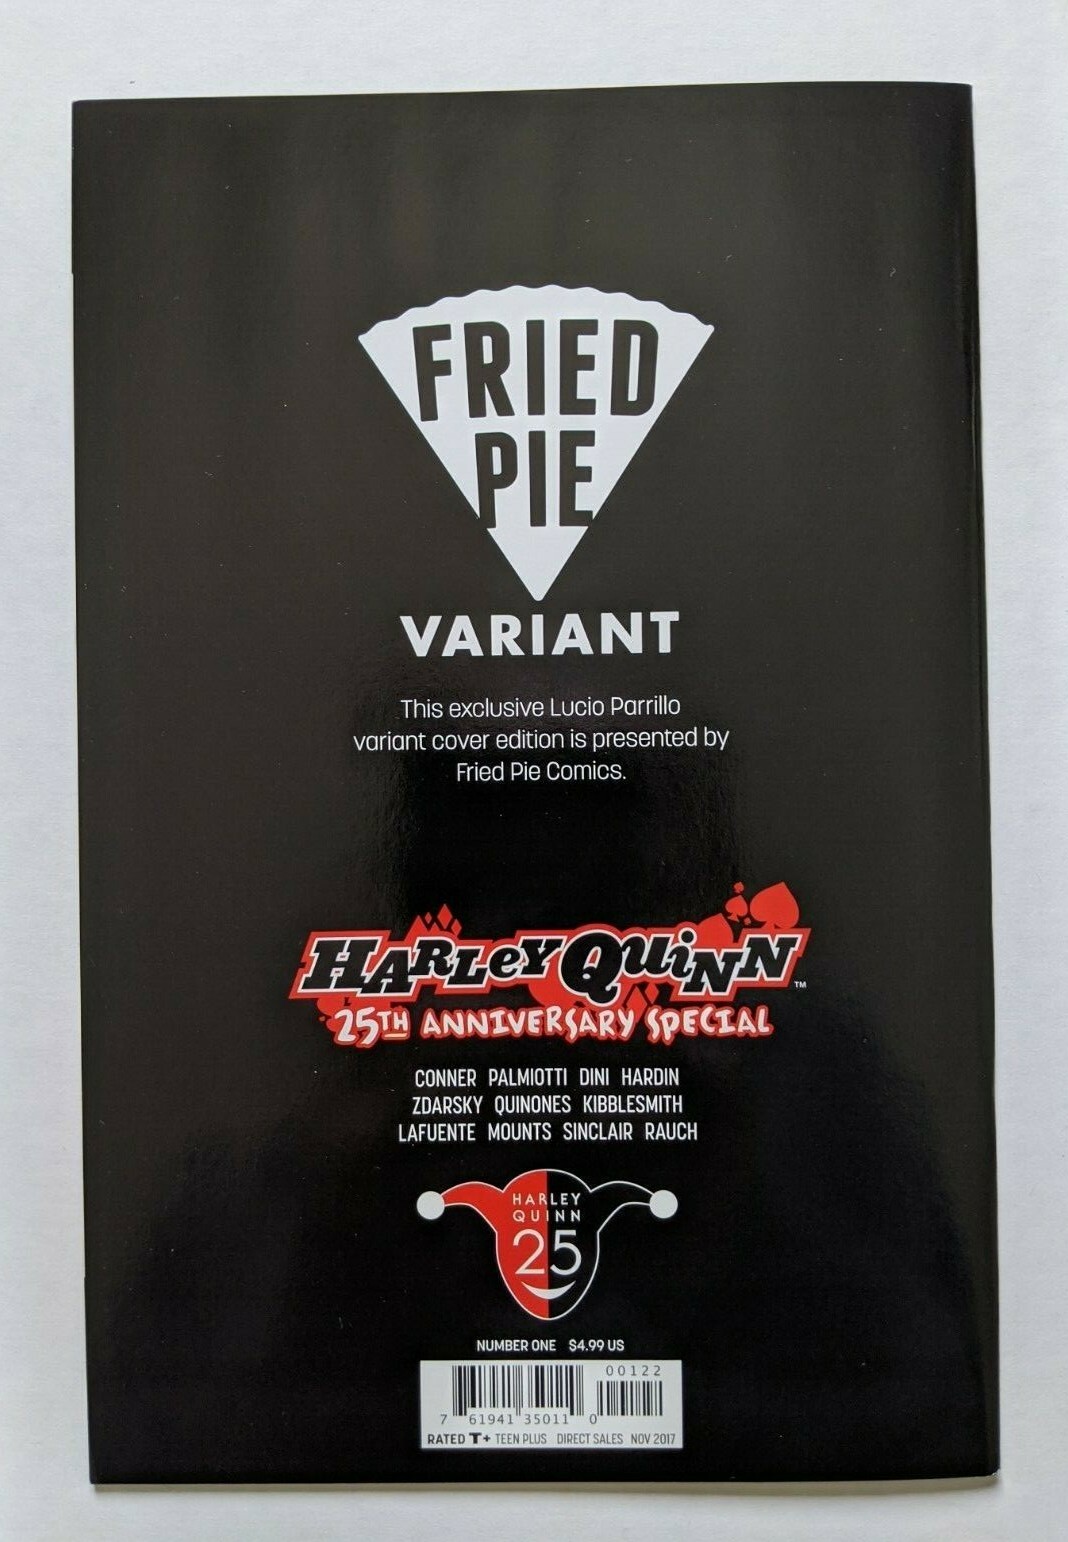 FRIED
PIE
VARIANT
This exclusive Lucio Parrillo
variant cover edition is presented by
Fried Pie Comics.
HARLEY QUINN™
25TH ANNIVERSARY SPECIAL
CONNER PALMIOTTI DINI HARDIN
ZDARSKY QUINONES KIBBLESMITH
LAFUENTE MOUNTS SINCLAIR RAUCH
HARLEY
QUINN
25
NUMBER ONE $4.99 US
00122
7 61941 35011 0
RATED T+ TEEN PLUS DIRECT SALES NOV 2017